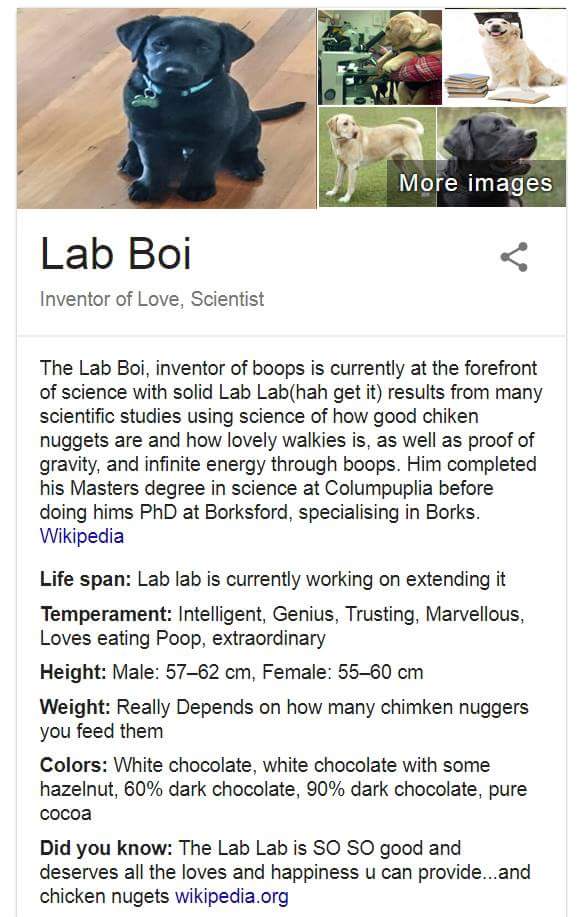 More images
Lab Boi
Inventor of Love, Scientist
The Lab Boi, inventor of boops is currently at the forefront
of science with solid Lab Lab(hah get it) results from many
scientific studies using science of how good chiken
nuggets are and how lovely walkies is, as well as proof of
gravity, and infinite energy through boops. Him completed
his Masters degree in science at Columpuplia before
doing hims PhD at Borksford, specialising in Borks.
Wikipedia
Life span: Lab lab is currently working on extending it
Temperament: Intelligent, Genius, Trusting, Marvellous,
Loves eating Poop, extraordinary
Height: Male: 57–62 cm, Female: 55–60 cm
Weight: Really Depends on how many chimken nuggers
you feed them
Colors: White chocolate, white chocolate with some
hazelnut, 60% dark chocolate, 90% dark chocolate, pure
cocoa
Did you know: The Lab Lab is SO SO good and
deserves all the loves and happiness u can provide...and
chicken nugets wikipedia.org